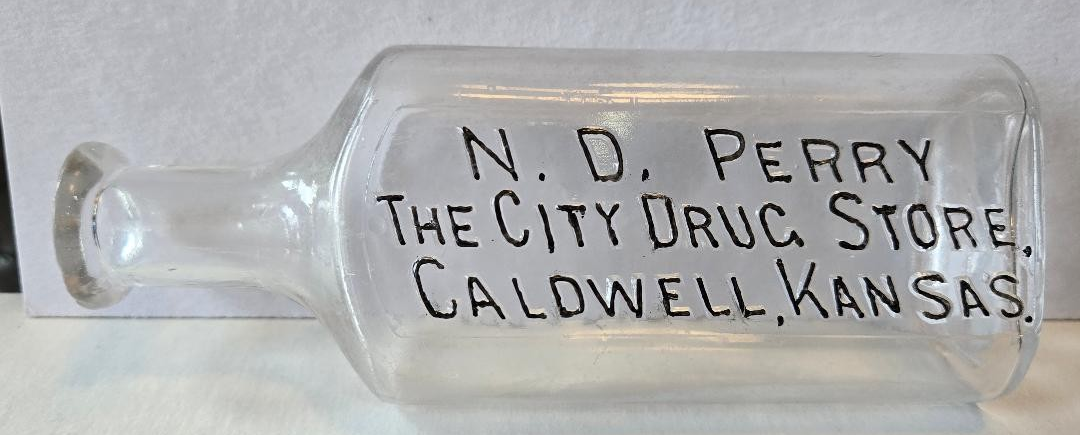 N. D. PERRY
THE CITY DRUG STORE,
CALDWELL, KANSAS.